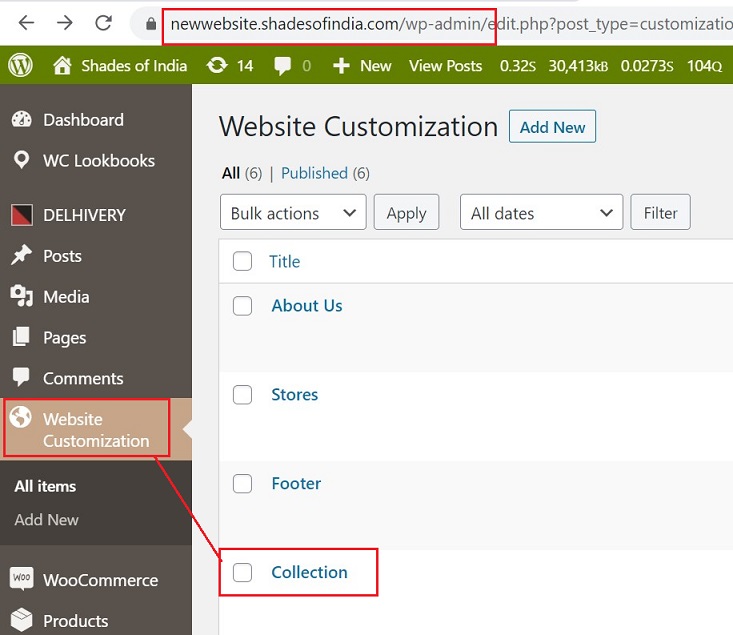 newwebsite.shadesofindia.com/wp-admin/edit.php?post_type=customizatio
Shades of India 14 0 New View Posts 0.32S 30,413KB 0.0273S 104Q
Dashboard
WC Lookbooks
DELHIVERY
Posts
Media
Pages
Comments
Website
Customization
All items
Add New
WOO WooCommerce
Products
Website Customization Add New
All (6) | Published (6)
Bulk actions Apply All dates Filter
Title
About Us
Stores
Footer
Collection